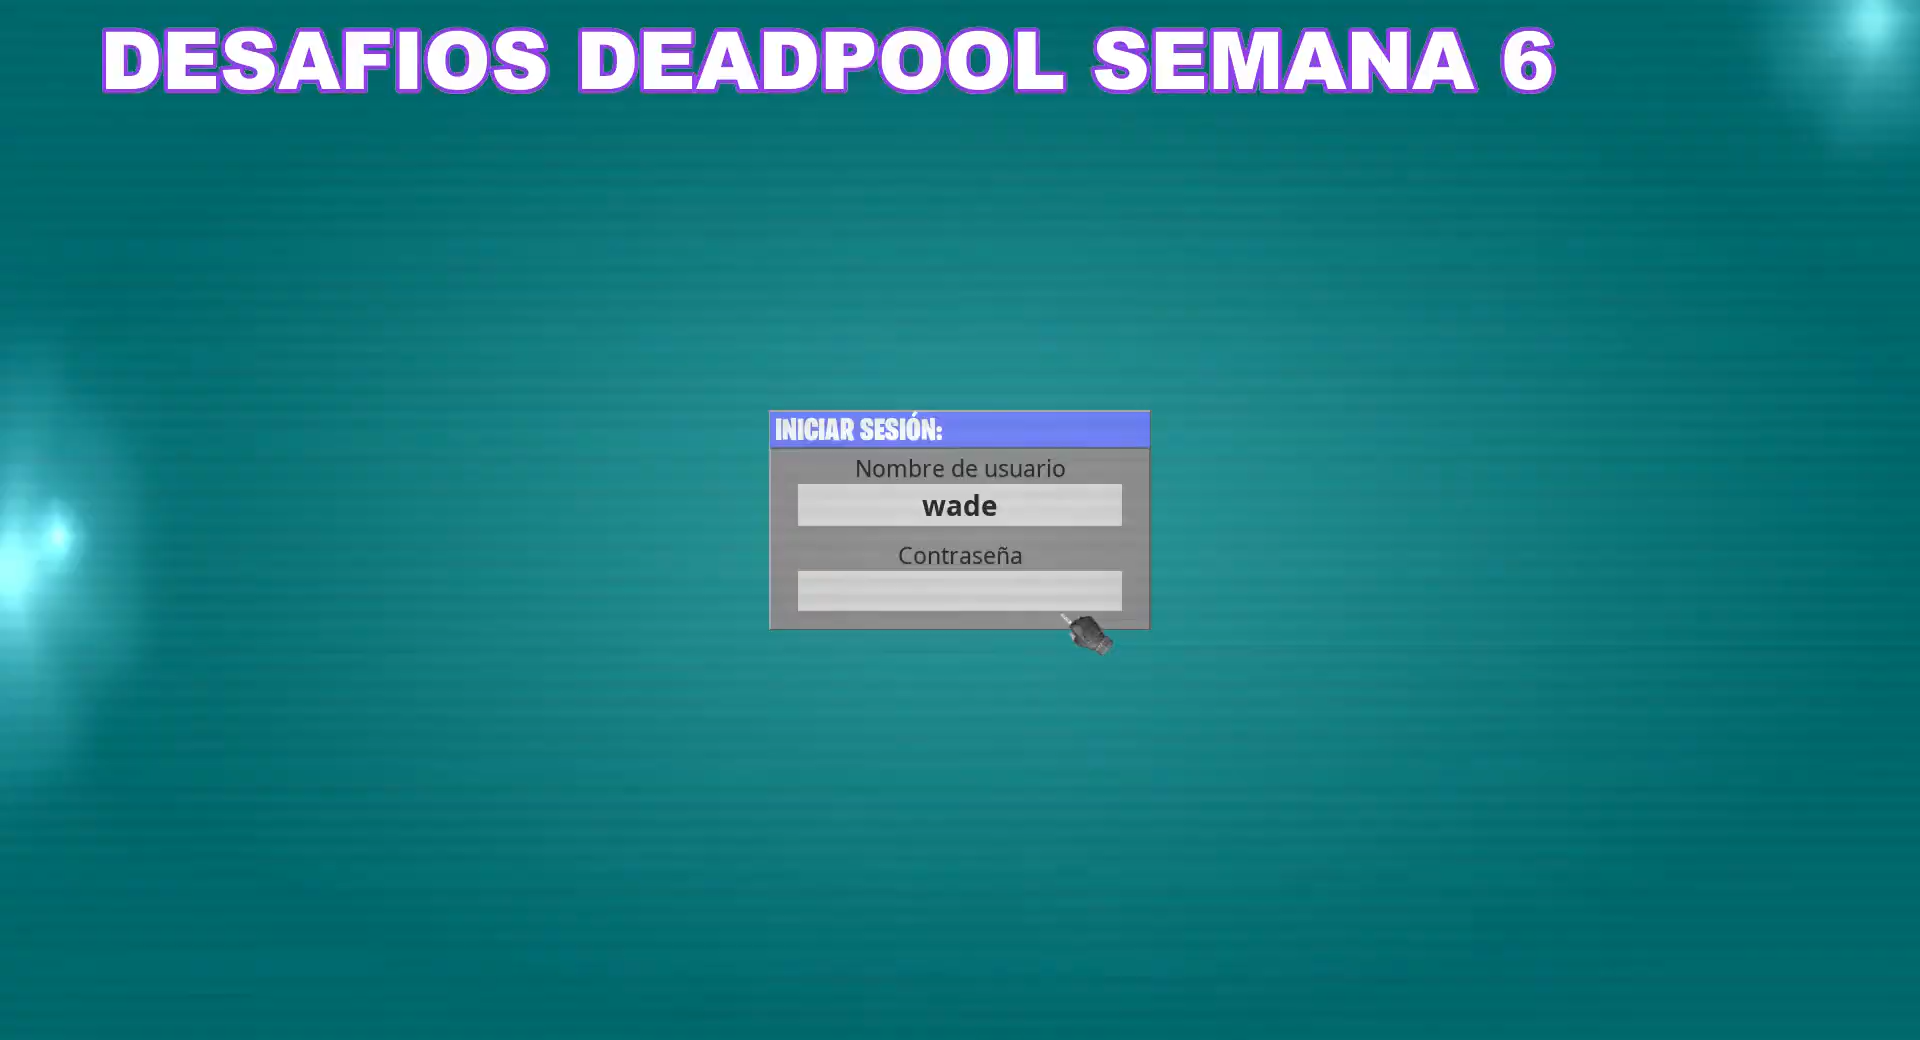 DESAFIOS DEADPOOL SEMANA 6
INICIAR SESIÓN:
Nombre de usuario
wade
Contraseña